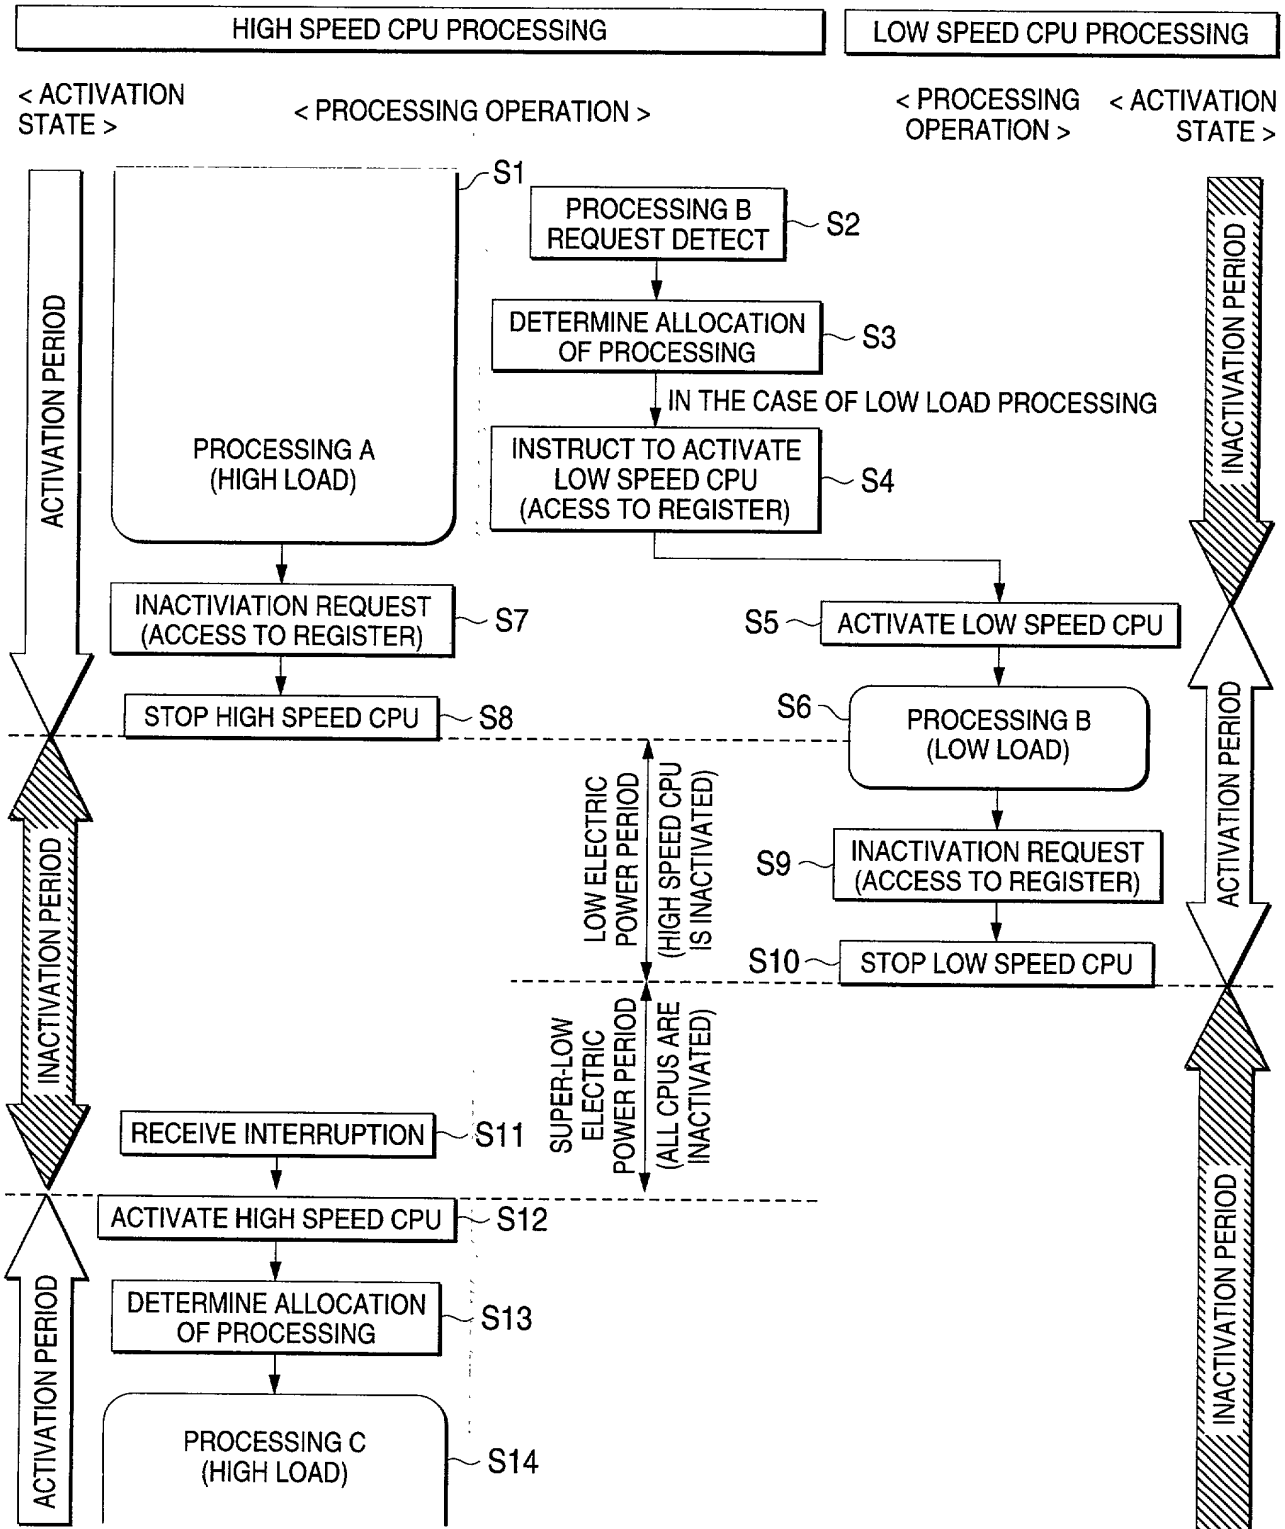 HIGH SPEED CPU PROCESSING
LOW SPEED CPU PROCESSING
< ACTIVATION
STATE >
< PROCESSING OPERATION >
< PROCESSING
OPERATION >
< ACTIVATION
STATE >
ACTIVATION PERIOD
PROCESSING A
(HIGH LOAD)
S1
PROCESSING B
REQUEST DETECT
S2
DETERMINE ALLOCATION
OF PROCESSING
S3
IN THE CASE OF LOW LOAD PROCESSING
INSTRUCT TO ACTIVATE
LOW SPEED CPU
(ACESS TO REGISTER)
S4
INACTIVATION PERIOD
INACTIVIATION REQUEST
(ACCESS TO REGISTER)
S7
S5
ACTIVATE LOW SPEED CPU
STOP HIGH SPEED CPU
S8
S6
PROCESSING B
(LOW LOAD)
ACTIVATION PERIOD
INACTIVATION PERIOD
LOW ELECTRIC
POWER PERIOD
(HIGH SPEED CPU
IS INACTIVATED)
S9
INACTIVATION REQUEST
(ACCESS TO REGISTER)
S10
STOP LOW SPEED CPU
SUPER-LOW
ELECTRIC
POWER PERIOD
(ALL CPUS ARE
INACTIVATED)
RECEIVE INTERRUPTION
S11
ACTIVATE HIGH SPEED CPU
S12
DETERMINE ALLOCATION
OF PROCESSING
S13
ACTIVATION PERIOD
PROCESSING C
(HIGH LOAD)
S14
INACTIVATION PERIOD